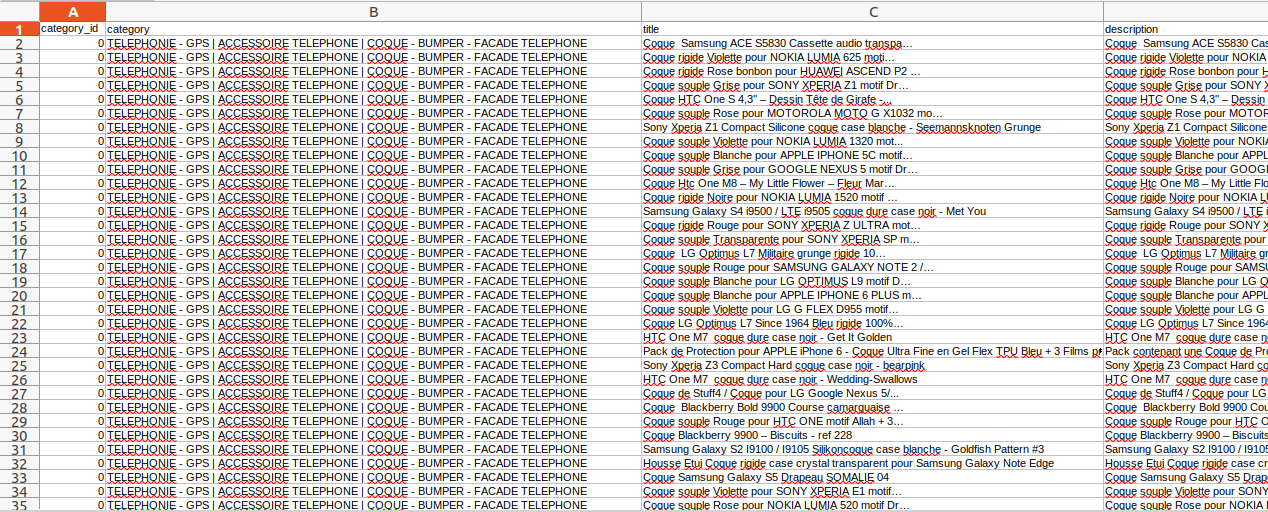 A B C
1 category_id category title description
2 0 TELEPHONIE - GPS | ACCESSOIRE TELEPHONE | COQUE - BUMPER - FACADE TELEPHONE Coque  Samsung ACE S5830 Cassette audio transpa… Coque  Samsung ACE S5830 Cas
3 0 TELEPHONIE - GPS | ACCESSOIRE TELEPHONE | COQUE - BUMPER - FACADE TELEPHONE Coque rigide Violette pour NOKIA LUMIA 625 moti… Coque rigide Violette pour NOKIA
4 0 TELEPHONIE - GPS | ACCESSOIRE TELEPHONE | COQUE - BUMPER - FACADE TELEPHONE Coque rigide Rose bonbon pour HUAWEI ASCEND P2 … Coque rigide Rose bonbon pour H
5 0 TELEPHONIE - GPS | ACCESSOIRE TELEPHONE | COQUE - BUMPER - FACADE TELEPHONE Coque souple Grise pour SONY XPERIA Z1 motif Dr… Coque souple Grise pour SONY X
6 0 TELEPHONIE - GPS | ACCESSOIRE TELEPHONE | COQUE - BUMPER - FACADE TELEPHONE Coque HTC One S 4,3" – Dessin Tête de Girafe -… Coque HTC One S 4,3" – Dessin
7 0 TELEPHONIE - GPS | ACCESSOIRE TELEPHONE | COQUE - BUMPER - FACADE TELEPHONE Coque souple Rose pour MOTOROLA MOTO G X1032 mo… Coque souple Rose pour MOTOR
8 0 TELEPHONIE - GPS | ACCESSOIRE TELEPHONE | COQUE - BUMPER - FACADE TELEPHONE Sony Xperia Z1 Compact Silicone coque case blanche - Seemannsknoten Grunge Sony Xperia Z1 Compact Silicone
9 0 TELEPHONIE - GPS | ACCESSOIRE TELEPHONE | COQUE - BUMPER - FACADE TELEPHONE Coque souple Violette pour NOKIA LUMIA 1320 mot… Coque souple Violette pour NOKIA
10 0 TELEPHONIE - GPS | ACCESSOIRE TELEPHONE | COQUE - BUMPER - FACADE TELEPHONE Coque souple Blanche pour APPLE IPHONE 5C motif… Coque souple Blanche pour APPL
11 0 TELEPHONIE - GPS | ACCESSOIRE TELEPHONE | COQUE - BUMPER - FACADE TELEPHONE Coque souple Grise pour GOOGLE NEXUS 5 motif Dr… Coque souple Grise pour GOOG
12 0 TELEPHONIE - GPS | ACCESSOIRE TELEPHONE | COQUE - BUMPER - FACADE TELEPHONE Coque Htc One M8 – My Little Flower – Fleur Mar… Coque Htc One M8 – My Little Flo
13 0 TELEPHONIE - GPS | ACCESSOIRE TELEPHONE | COQUE - BUMPER - FACADE TELEPHONE Coque rigide Noire pour NOKIA LUMIA 1520 motif … Coque rigide Noire pour NOKIA L
14 0 TELEPHONIE - GPS | ACCESSOIRE TELEPHONE | COQUE - BUMPER - FACADE TELEPHONE Samsung Galaxy S4 i9500 / LTE i9505 coque dure case noir - Met You Samsung Galaxy S4 i9500 / LTE i
15 0 TELEPHONIE - GPS | ACCESSOIRE TELEPHONE | COQUE - BUMPER - FACADE TELEPHONE Coque rigide Rouge pour SONY XPERIA Z ULTRA mot… Coque rigide Rouge pour SONY X
16 0 TELEPHONIE - GPS | ACCESSOIRE TELEPHONE | COQUE - BUMPER - FACADE TELEPHONE Coque souple Transparente pour SONY XPERIA SP m… Coque souple Transparente pour
17 0 TELEPHONIE - GPS | ACCESSOIRE TELEPHONE | COQUE - BUMPER - FACADE TELEPHONE Coque  LG Optimus L7 Militaire grunge rigide 10… Coque  LG Optimus L7 Militaire gr
18 0 TELEPHONIE - GPS | ACCESSOIRE TELEPHONE | COQUE - BUMPER - FACADE TELEPHONE Coque souple Rouge pour SAMSUNG GALAXY NOTE 2 /… Coque souple Rouge pour SAMSU
19 0 TELEPHONIE - GPS | ACCESSOIRE TELEPHONE | COQUE - BUMPER - FACADE TELEPHONE Coque souple Blanche pour LG OPTIMUS L9 motif D… Coque souple Blanche pour LG O
20 0 TELEPHONIE - GPS | ACCESSOIRE TELEPHONE | COQUE - BUMPER - FACADE TELEPHONE Coque souple Blanche pour APPLE IPHONE 6 PLUS m… Coque souple Blanche pour APPL
21 0 TELEPHONIE - GPS | ACCESSOIRE TELEPHONE | COQUE - BUMPER - FACADE TELEPHONE Coque souple Violette pour LG G FLEX D955 motif… Coque souple Violette pour LG G
22 0 TELEPHONIE - GPS | ACCESSOIRE TELEPHONE | COQUE - BUMPER - FACADE TELEPHONE Coque LG Optimus L7 Since 1964 Bleu rigide 100%… Coque LG Optimus L7 Since 1964
23 0 TELEPHONIE - GPS | ACCESSOIRE TELEPHONE | COQUE - BUMPER - FACADE TELEPHONE HTC One M7  coque dure case noir - Get It Golden HTC One M7  coque dure case n
24 0 TELEPHONIE - GPS | ACCESSOIRE TELEPHONE | COQUE - BUMPER - FACADE TELEPHONE Pack de Protection pour APPLE iPhone 6 - Coque Ultra Fine en Gel Flex TPU Bleu + 3 Films pr Pack contenant une Coque de Pro
25 0 TELEPHONIE - GPS | ACCESSOIRE TELEPHONE | COQUE - BUMPER - FACADE TELEPHONE Sony Xperia Z3 Compact Hard coque case noir - bearpink Sony Xperia Z3 Compact Hard co
26 0 TELEPHONIE - GPS | ACCESSOIRE TELEPHONE | COQUE - BUMPER - FACADE TELEPHONE HTC One M7  coque dure case noir - Wedding-Swallows HTC One M7  coque dure case n
27 0 TELEPHONIE - GPS | ACCESSOIRE TELEPHONE | COQUE - BUMPER - FACADE TELEPHONE Coque de Stuff4 / Coque pour LG Google Nexus 5/... Coque de Stuff4 / Coque pour LG
28 0 TELEPHONIE - GPS | ACCESSOIRE TELEPHONE | COQUE - BUMPER - FACADE TELEPHONE Coque  Blackberry Bold 9900 Course camarguaise … Coque  Blackberry Bold 9900 Cou
29 0 TELEPHONIE - GPS | ACCESSOIRE TELEPHONE | COQUE - BUMPER - FACADE TELEPHONE Coque souple Rouge pour HTC ONE motif Allah + 3… Coque souple Rouge pour HTC O
30 0 TELEPHONIE - GPS | ACCESSOIRE TELEPHONE | COQUE - BUMPER - FACADE TELEPHONE Coque Blackberry 9900 – Biscuits - ref 228 Coque Blackberry 9900 – Biscuits
31 0 TELEPHONIE - GPS | ACCESSOIRE TELEPHONE | COQUE - BUMPER - FACADE TELEPHONE Samsung Galaxy S2 I9100 / I9105 Silikoncoque case blanche - Goldfish Pattern #3 Samsung Galaxy S2 I9100 / I9105
32 0 TELEPHONIE - GPS | ACCESSOIRE TELEPHONE | COQUE - BUMPER - FACADE TELEPHONE Housse Etui Coque rigide case crystal transparent pour Samsung Galaxy Note Edge Housse Etui Coque rigide case cr
33 0 TELEPHONIE - GPS | ACCESSOIRE TELEPHONE | COQUE - BUMPER - FACADE TELEPHONE Coque Samsung Galaxy S5 Drapeau SOMALIE 04 Coque Samsung Galaxy S5 Drap
34 0 TELEPHONIE - GPS | ACCESSOIRE TELEPHONE | COQUE - BUMPER - FACADE TELEPHONE Coque souple Violette pour SONY XPERIA E1 motif… Coque souple Violette pour SONY
35 0 TELEPHONIE - GPS | ACCESSOIRE TELEPHONE | COQUE - BUMPER - FACADE TELEPHONE Coque souple Rose pour NOKIA LUMIA 520 motif Dr… Coque souple Rose pour NOKIA L